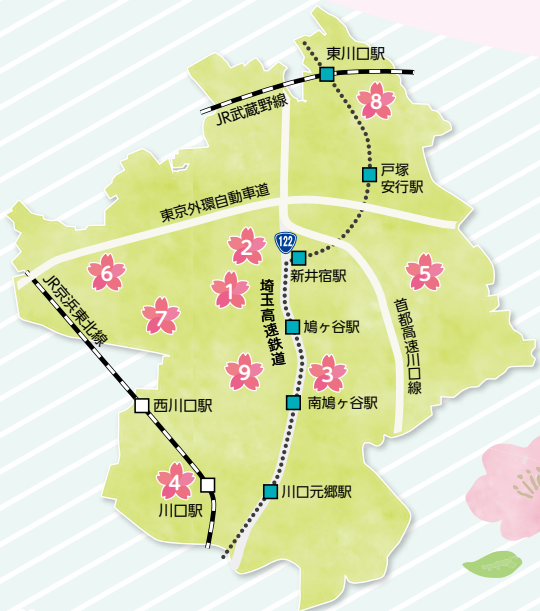 東川口駅
JR武蔵野線
8
戸塚
安行駅
東京外環自動車道
122
2
新井宿駅
6
1
5
埼玉高速鉄道
JR京浜東北線
7
首都高速川口線
鳩ヶ谷駅
9
3
西川口駅
南鳩ヶ谷駅
4
川口駅
川口元郷駅